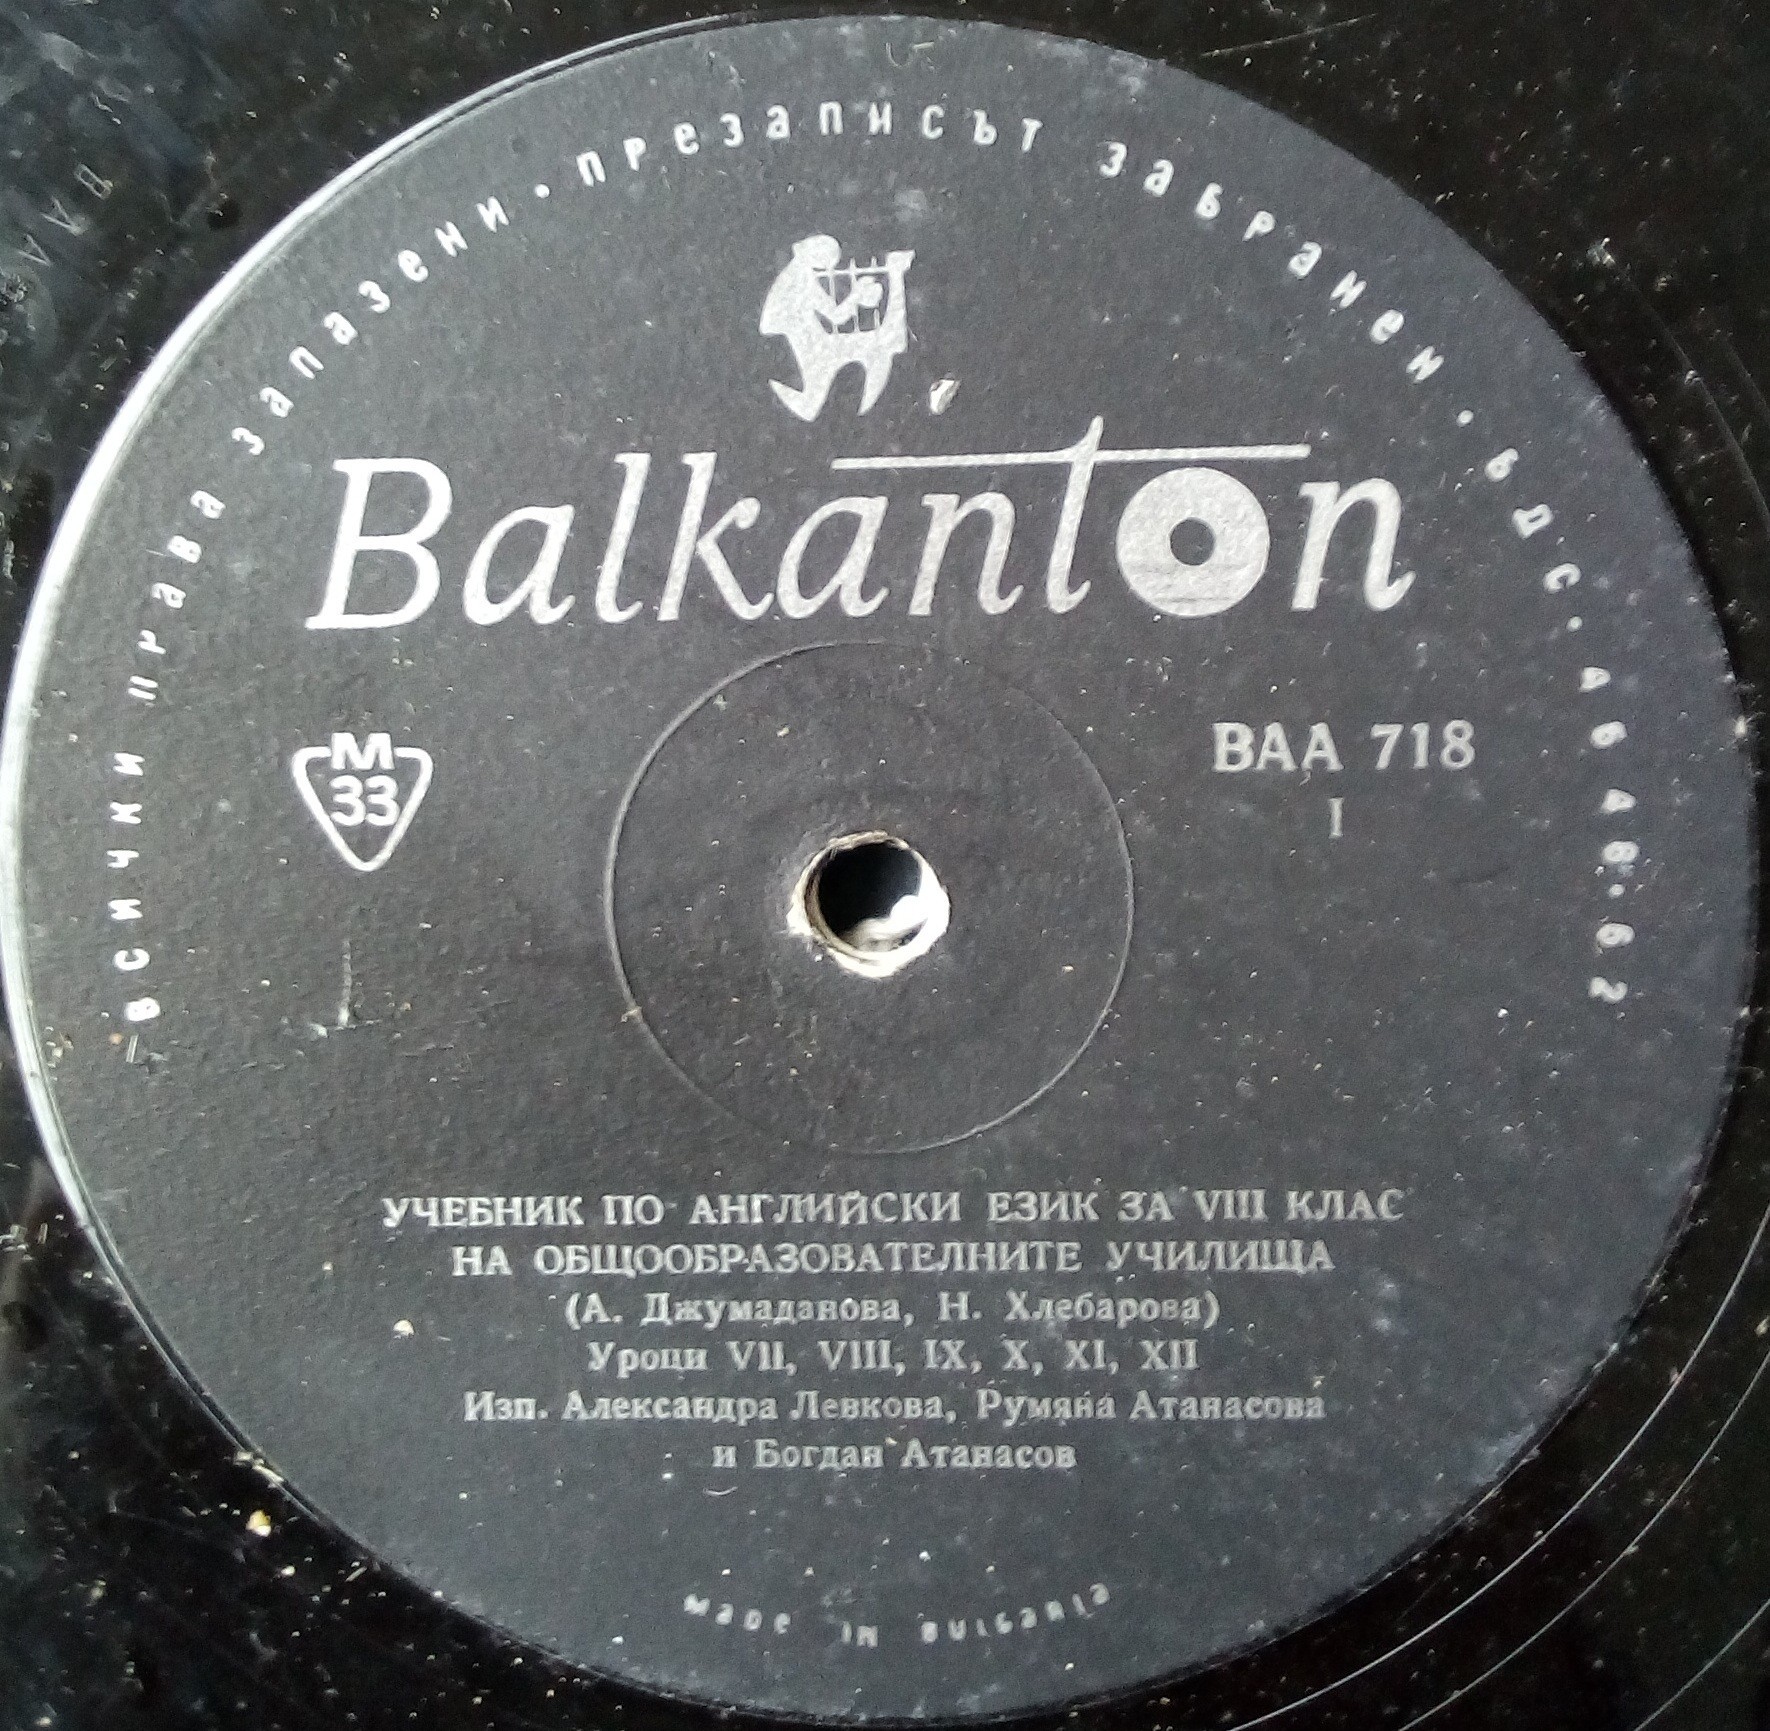 всички права запазени · презаписът забранен · бдс · 4648·62
Balkanton
M
33
ВАА 718
I
УЧЕБНИК ПО АНГЛИЙСКИ ЕЗИК ЗА VIII КЛАС
НА ОБЩООБРАЗОВАТЕЛНИТЕ УЧИЛИЩА
(А. Джумаданова, Н. Хлебарова)
Уроци VII, VIII, IX, X, XI, XII
Изп. Александра Левкова, Румяна Атанасова
и Богдан Атанасов
MADE IN BULGARIA